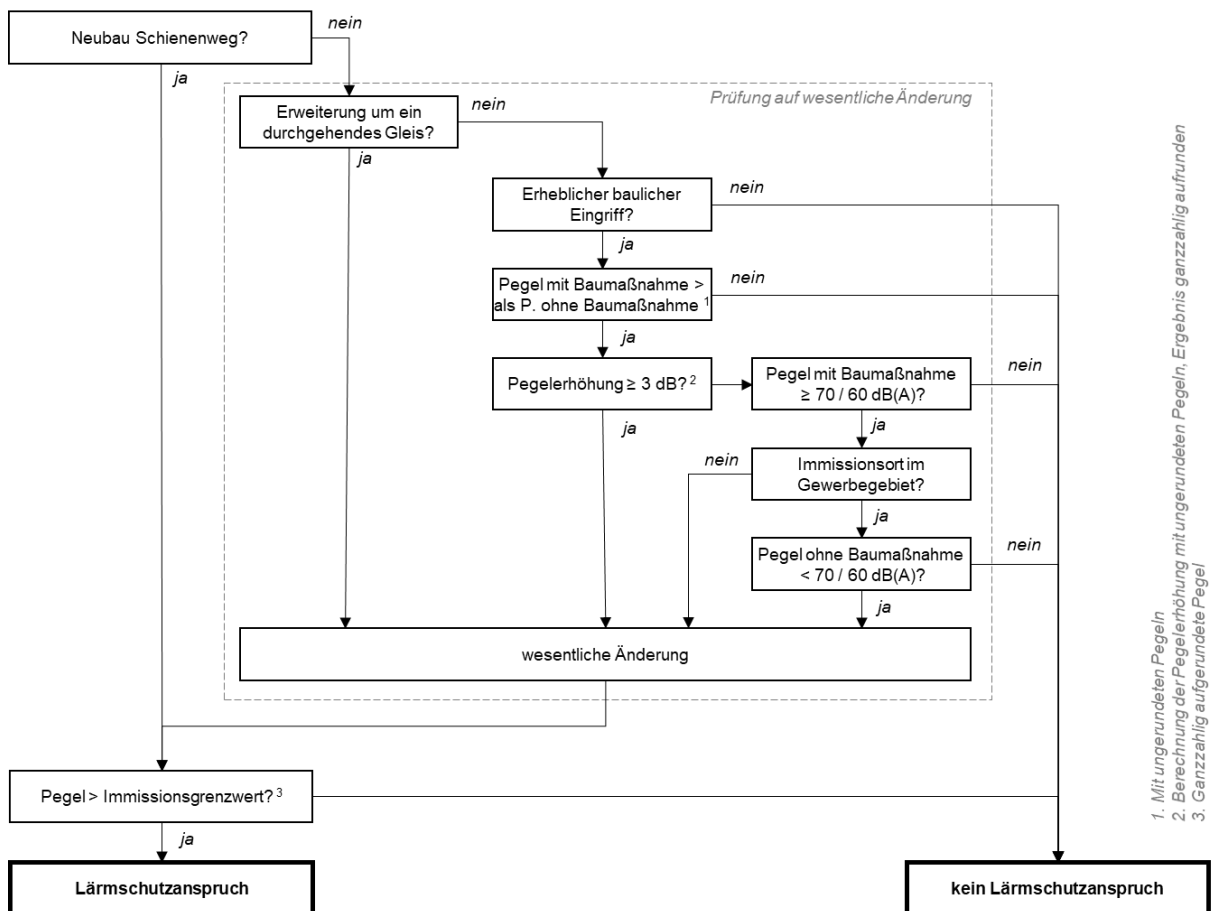 Neubau Schienenweg?
nein
ja
Prüfung auf wesentliche Änderung
Erweiterung um ein
durchgehendes Gleis?
nein
ja
Erheblicher baulicher
Eingriff?
nein
ja
Pegel mit Baumaßnahme >
als P. ohne Baumaßnahme 1
nein
ja
Pegelerhöhung ≥ 3 dB? 2
ja
Pegel mit Baumaßnahme
≥ 70 / 60 dB(A)?
nein
ja
Immissionsort im
Gewerbegebiet?
nein
ja
Pegel ohne Baumaßnahme
< 70 / 60 dB(A)?
nein
ja
wesentliche Änderung
Pegel > Immissionsgrenzwert? 3
ja
Lärmschutzanspruch
kein Lärmschutzanspruch
1. Mit ungerundeten Pegeln
2. Berechnung der Pegelerhöhung mit ungerundeten Pegeln, Ergebnis ganzzahlig aufrunden
3. Ganzzahlig aufgerundete Pegel